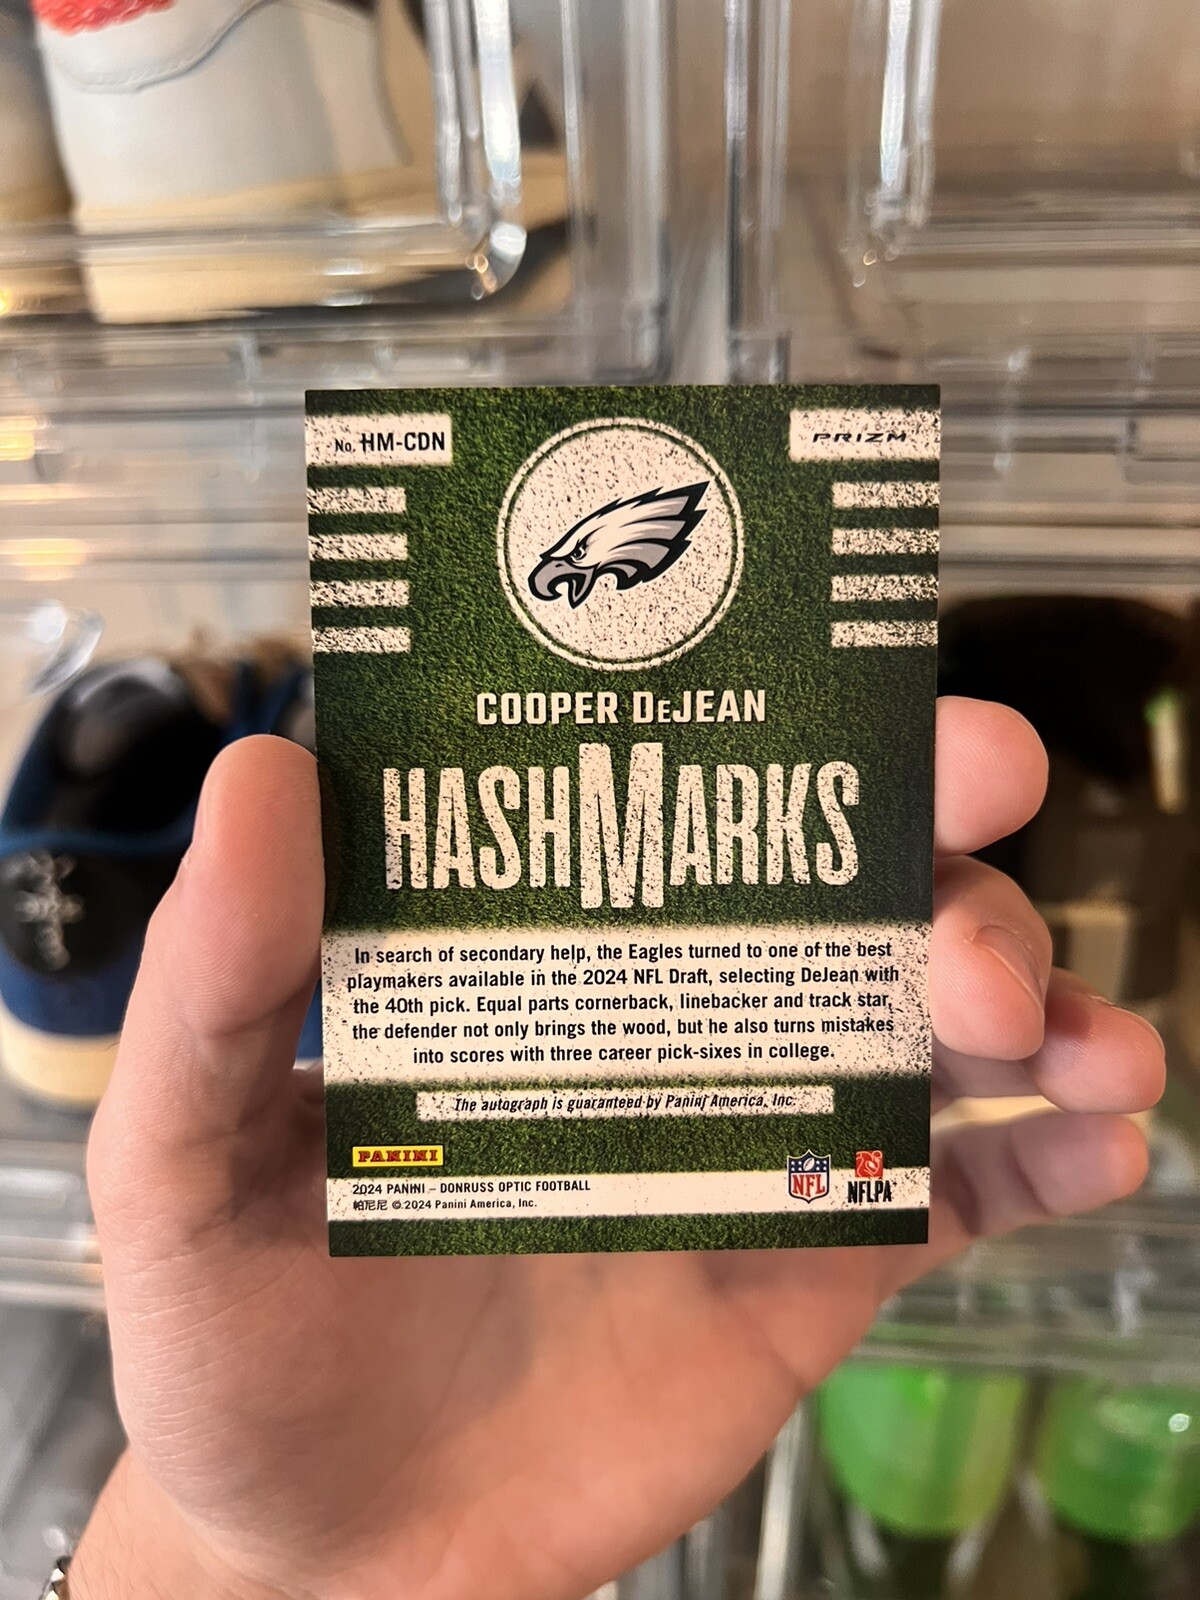 No. HM-CDN
PRIZM
COOPER DeJEAN
HASHMARKS
In search of secondary help, the Eagles turned to one of the best
playmakers available in the 2024 NFL Draft, selecting DeJean with
the 40th pick. Equal parts cornerback, linebacker and track star,
the defender not only brings the wood, but he also turns mistakes
into scores with three career pick-sixes in college.
The autograph is guaranteed by Panini America, Inc.
PANINI
2024 PANINI – DONRUSS OPTIC FOOTBALL
帕尼尼 © 2024 Panini America, Inc.
NFL
NFLPA